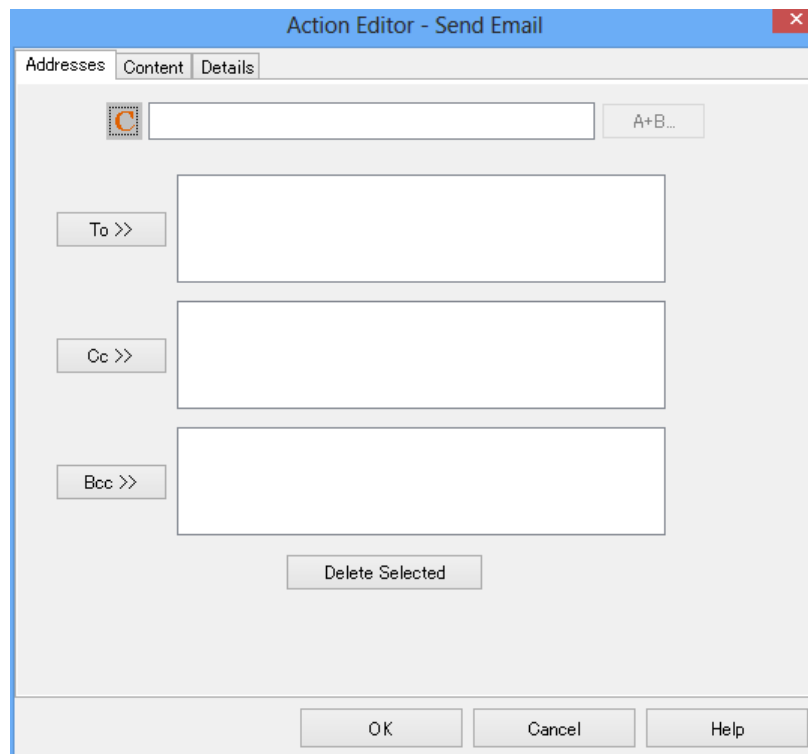 Action Editor - Send Email
Addresses Content Details
C A+B...
To >>
Cc >>
Bcc >>
Delete Selected
OK Cancel Help